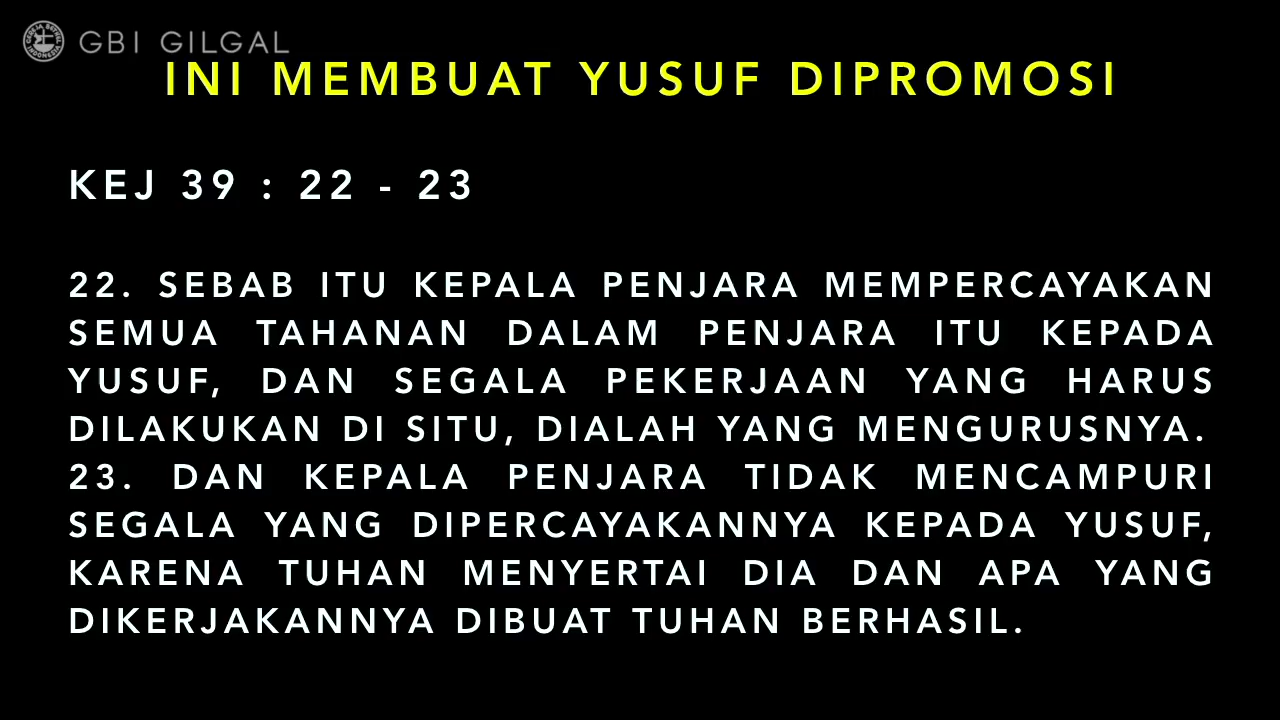 GBI GILGAL
INI MEMBUAT YUSUF DIPROMOSI
KEJ 39 : 22 - 23
22. SEBAB ITU KEPALA PENJARA MEMPERCAYAKAN
SEMUA TAHANAN DALAM PENJARA ITU KEPADA
YUSUF, DAN SEGALA PEKERJAAN YANG HARUS
DILAKUKAN DI SITU, DIALAH YANG MENGURUSNYA.
23. DAN KEPALA PENJARA TIDAK MENCAMPURI
SEGALA YANG DIPERCAYAKANNYA KEPADA YUSUF,
KARENA TUHAN MENYERTAI DIA DAN APA YANG
DIKERJAKANNYA DIBUAT TUHAN BERHASIL.